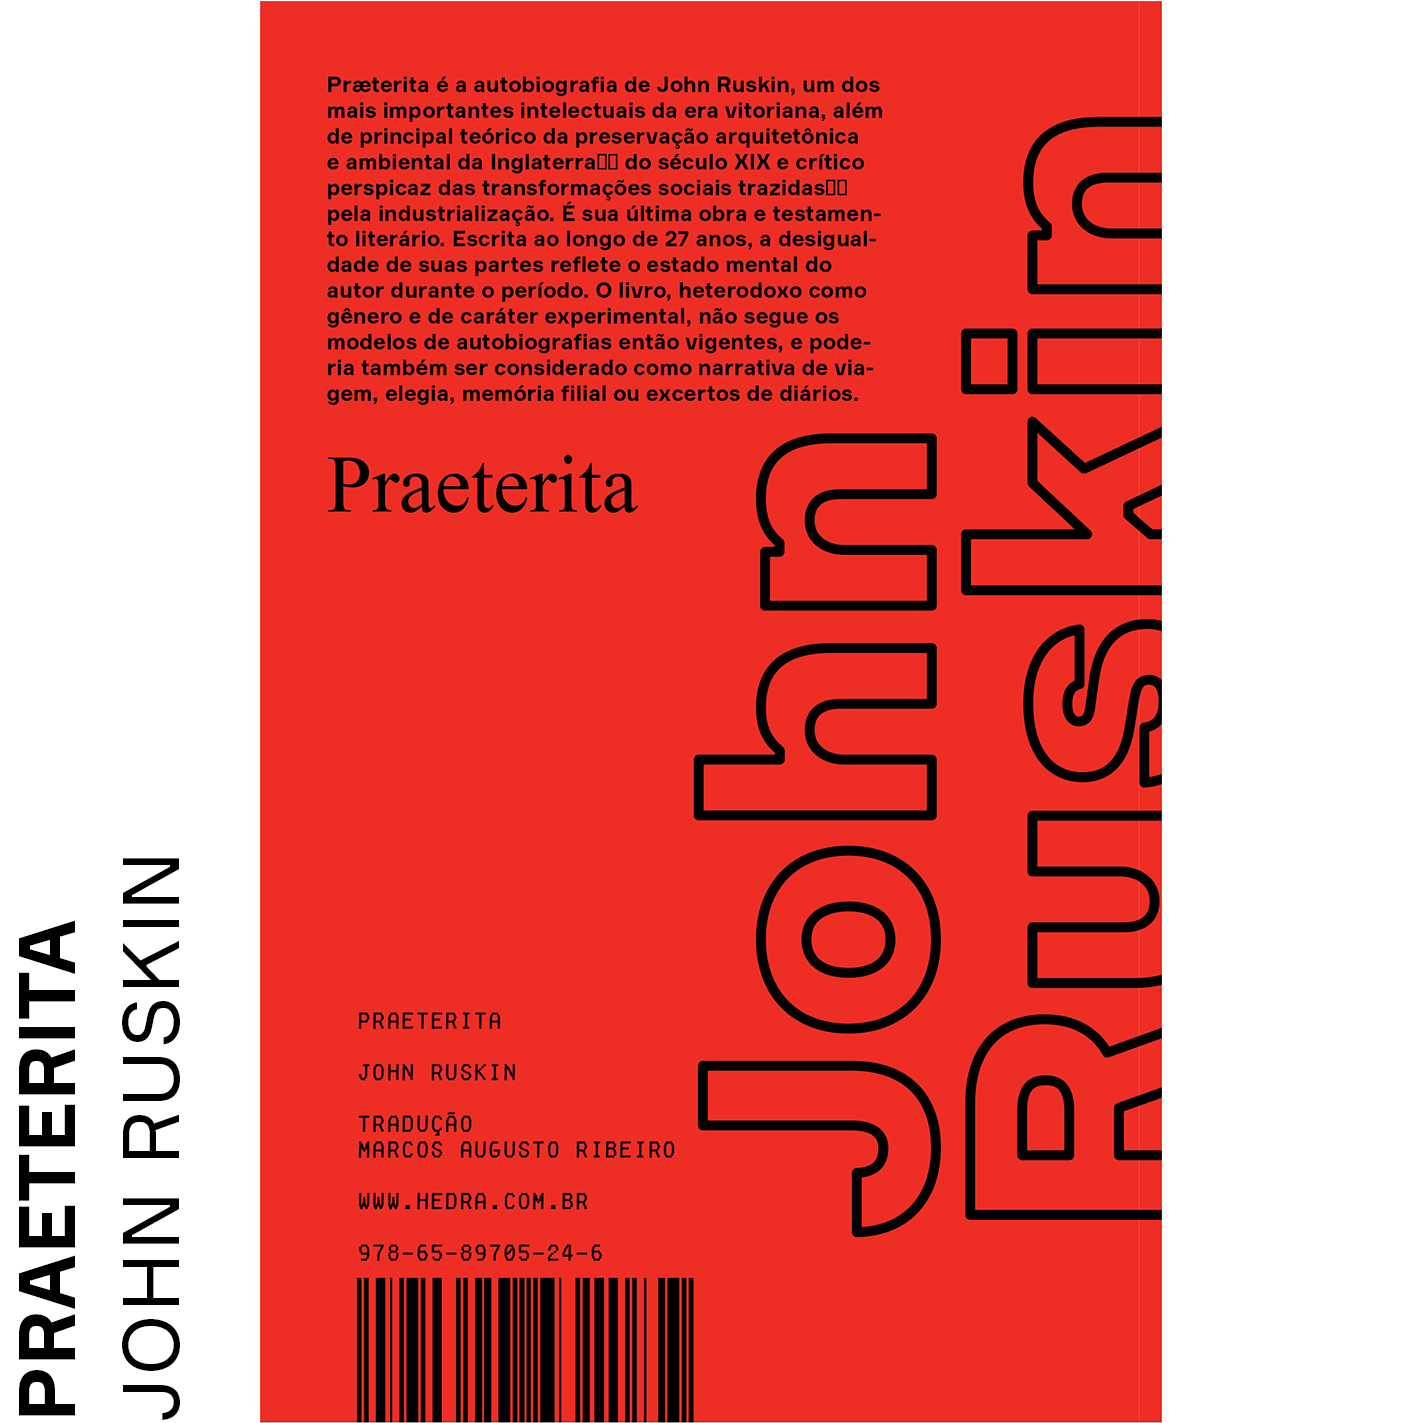 PRAETERITA
JOHN RUSKIN
Præterita é a autobiografia de John Ruskin, um dos
mais importantes intelectuais da era vitoriana, além
de principal teórico da preservação arquitetônica
e ambiental da Inglaterra▯▯ do século XIX e crítico
perspicaz das transformações sociais trazidas▯▯
pela industrialização. É sua última obra e testamen-
to literário. Escrita ao longo de 27 anos, a desigual-
dade de suas partes reflete o estado mental do
autor durante o período. O livro, heterodoxo como
gênero e de caráter experimental, não segue os
modelos de autobiografias então vigentes, e pode-
ria também ser considerado como narrativa de via-
gem, elegia, memória filial ou excertos de diários.
Praeterita
John
Ruskin
PRAETERITA
JOHN RUSKIN
TRADUÇÃO
MARCOS AUGUSTO RIBEIRO
WWW.HEDRA.COM.BR
978-65-89705-24-6